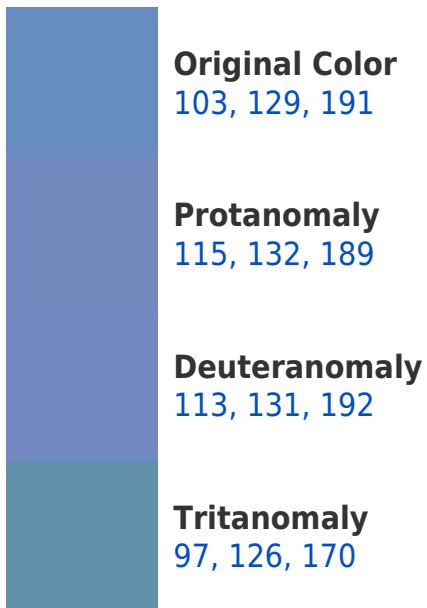 Original Color
103, 129, 191
Protanomaly
115, 132, 189
Deuteranomaly
113, 131, 192
Tritanomaly
97, 126, 170